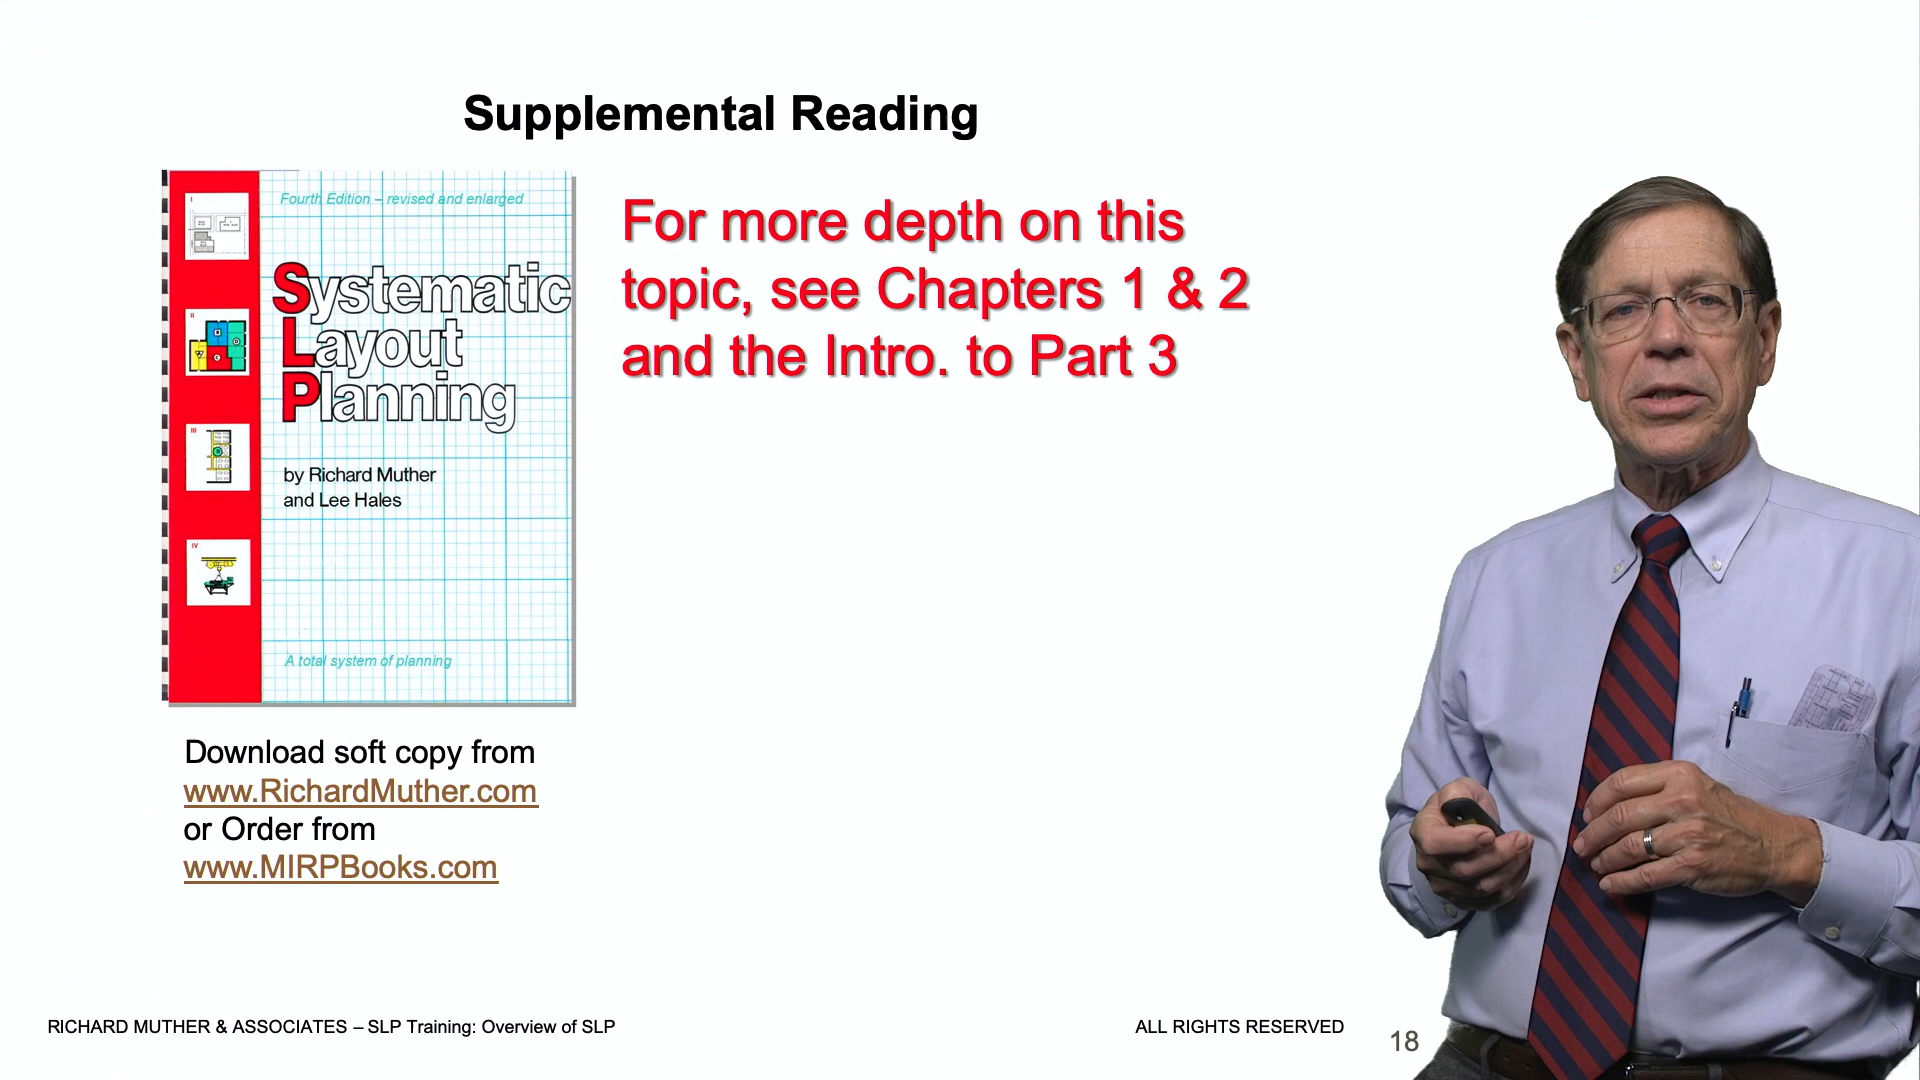 Supplemental Reading
I
II
III
IV
Fourth Edition – revised and enlarged
Systematic
Layout
Planning
by Richard Muther
and Lee Hales
A total system of planning
For more depth on this
topic, see Chapters 1 & 2
and the Intro. to Part 3
Download soft copy from
www.RichardMuther.com
or Order from
www.MIRPBooks.com
RICHARD MUTHER & ASSOCIATES – SLP Training: Overview of SLP
ALL RIGHTS RESERVED
18